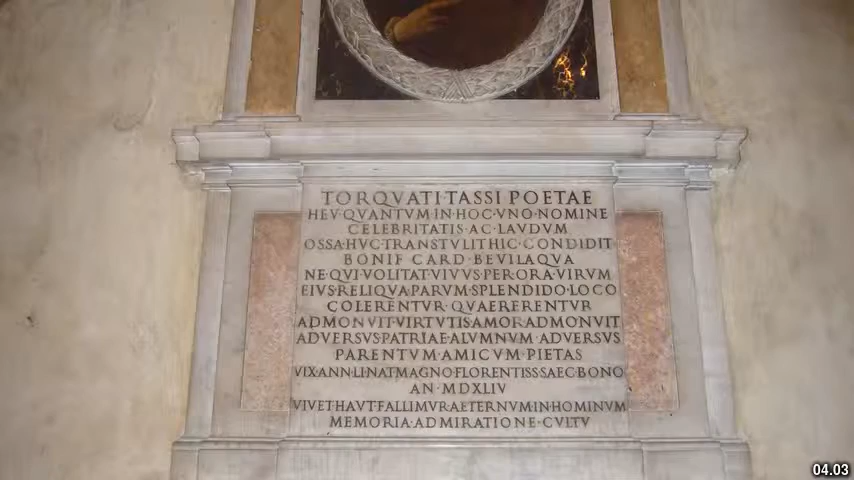 TORQVATI·TASSI POETAE
HEV·QVANTVM·IN·HOC·VNO·NOMINE
CELEBRITATIS·AC·LAVDVM
OSSA·HVC·TRANSTVLIT·HIC·CONDIDIT
BONIF CARD·BEVILAQVA
NE·QVI·VOLITAT·VIVVS·PER·ORA·VIRVM
EIVS·RELIQVA·PARVM·SPLENDIDO·LOCO
COLERENTVR·QVAERERENTVR
ADMONVIT·VIRTVTIS·AMOR·ADMONVIT
ADVERSVS·PATRIAE·ALVMNVM·ADVERSVS
PARENTVM·AMICVM·PIETAS
VIX·ANN·LI·NAT·MAGNO·FLORENTISS·SAEC·BONO
AN·MDXLIV
VIVET·HAVT·FALLIMVR·AETERNVM·IN·HOMINVM
MEMORIA·ADMIRATIONE·CVLTV
04.03